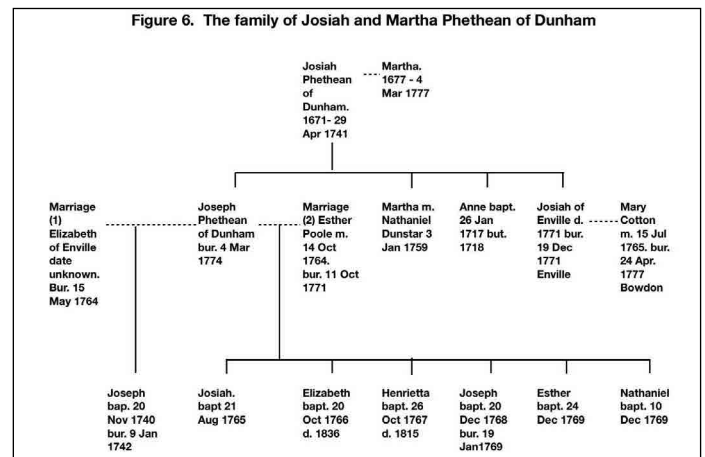 Figure 6. The family of Josiah and Martha Phethean of Dunham
Josiah
Phethean
of
Dunham.
1671- 29
Apr 1741
Martha.
1677 - 4
Mar 1777
Marriage
(1)
Elizabeth
of Enville
date
unknown.
Bur. 15
May 1764
Joseph
Phethean
of Dunham
bur. 4 Mar
1774
Marriage
(2) Esther
Poole m.
14 Oct
1764.
bur. 11 Oct
1771
Martha m.
Nathaniel
Dunstar 3
Jan 1759
Anne bapt.
26 Jan
1717 but.
1718
Josiah of
Enville d.
1771 bur.
19 Dec
1771
Enville
Mary
Cotton
m. 15 Jul
1765. bur.
24 Apr.
1777
Bowdon
Joseph
bap. 20
Nov 1740
bur. 9 Jan
1742
Josiah.
bapt 21
Aug 1765
Elizabeth
bapt. 20
Oct 1766
d. 1836
Henrietta
bapt. 26
Oct 1767
d. 1815
Joseph
bapt. 20
Dec 1768
bur. 19
Jan1769
Esther
bapt. 24
Dec 1769
Nathaniel
bapt. 10
Dec 1769